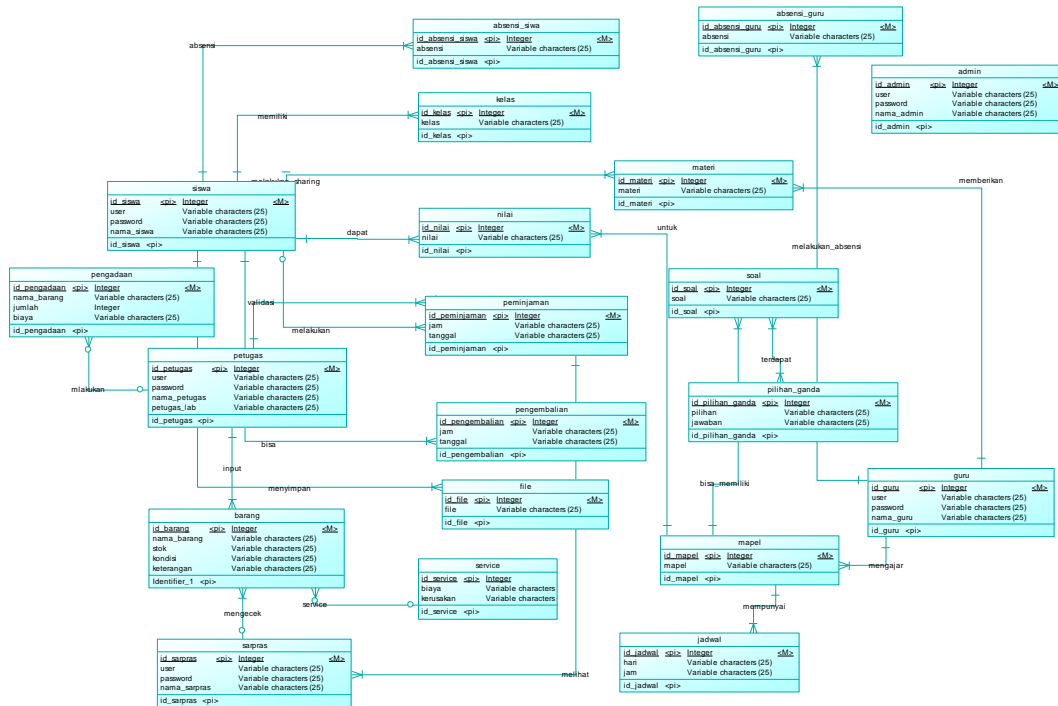 absensi_siwa
id_absensi_siswa <pi> Integer <M>
absensi Variable characters (25)
id_absensi_siswa <pi>
absensi_guru
id_absensi_guru <pi> Integer <M>
absensi Variable characters (25)
id_absensi_guru <pi>
absensi
admin
id_admin <pi> Integer <M>
user Variable characters (25)
password Variable characters (25)
nama_admin Variable characters (25)
id_admin <pi>
kelas
id_kelas <pi> Integer <M>
kelas Variable characters (25)
id_kelas <pi>
memiliki
materi
id_materi <pi> Integer <M>
materi Variable characters (25)
id_materi <pi>
melakukan_sharing
memberikan
siswa
id_siswa <pi> Integer <M>
user Variable characters (25)
password Variable characters (25)
nama_siswa Variable characters (25)
id_siswa <pi>
nilai
id_nilai <pi> Integer <M>
nilai Variable characters (25)
id_nilai <pi>
dapat
untuk
melakukan_absensi
pengadaan
id_pengadaan <pi> Integer <M>
nama_barang Variable characters (25)
jumlah Integer
biaya Variable characters (25)
id_pengadaan <pi>
soal
id_soal <pi> Integer <M>
soal Variable characters (25)
id_soal <pi>
validasi
peminjaman
id_peminjaman <pi> Integer <M>
jam Variable characters (25)
tanggal Variable characters (25)
id_peminjaman <pi>
melakukan
petugas
id_petugas <pi> Integer <M>
user Variable characters (25)
password Variable characters (25)
nama_petugas Variable characters (25)
petugas_lab Variable characters (25)
id_petugas <pi>
mlakukan
terdapat
pilihan_ganda
id_pilihan_ganda <pi> Integer <M>
pilihan Variable characters (25)
jawaban Variable characters (25)
id_pilihan_ganda <pi>
pengembalian
id_pengembalian <pi> Integer <M>
jam Variable characters (25)
tanggal Variable characters (25)
id_pengembalian <pi>
bisa
input
menyimpan
file
id_file <pi> Integer <M>
file Variable characters (25)
id_file <pi>
bisa_memiliki
guru
id_guru <pi> Integer <M>
user Variable characters (25)
password Variable characters (25)
nama_guru Variable characters (25)
id_guru <pi>
barang
id_barang <pi> Integer <M>
nama_barang Variable characters (25)
stok Variable characters (25)
kondisi Variable characters (25)
keterangan Variable characters (25)
Identifier_1 <pi>
mapel
id_mapel <pi> Integer <M>
mapel Variable characters (25)
id_mapel <pi>
mengajar
service
id_service <pi> Integer <M>
biaya Variable characters
kerusakan Variable characters
id_service <pi>
service
mengecek
mempunyai
sarpras
id_sarpras <pi> Integer <M>
user Variable characters (25)
password Variable characters (25)
nama_sarpras Variable characters (25)
id_sarpras <pi>
melihat
jadwal
id_jadwal <pi> Integer <M>
hari Variable characters (25)
jam Variable characters (25)
id_jadwal <pi>